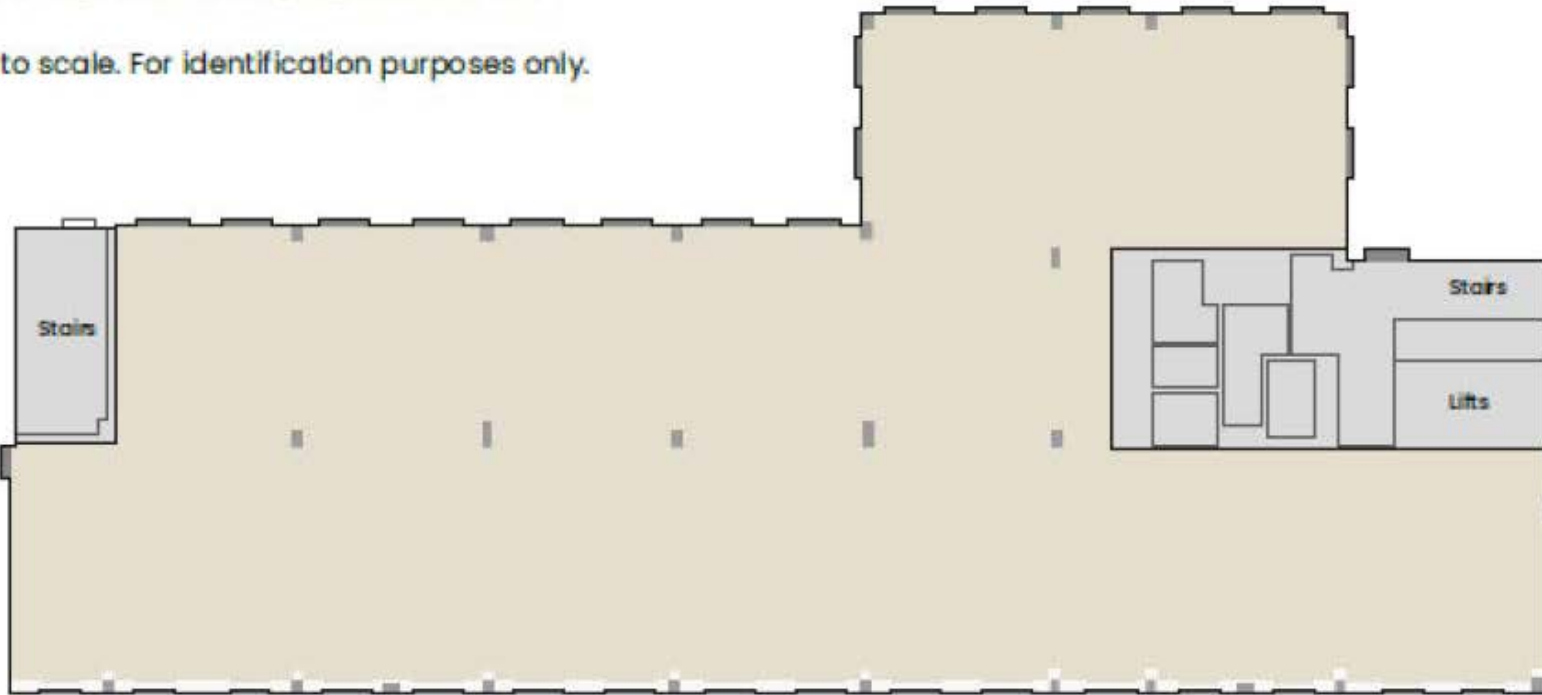 to scale. For identification purposes only.
Stairs
Stairs
Lifts